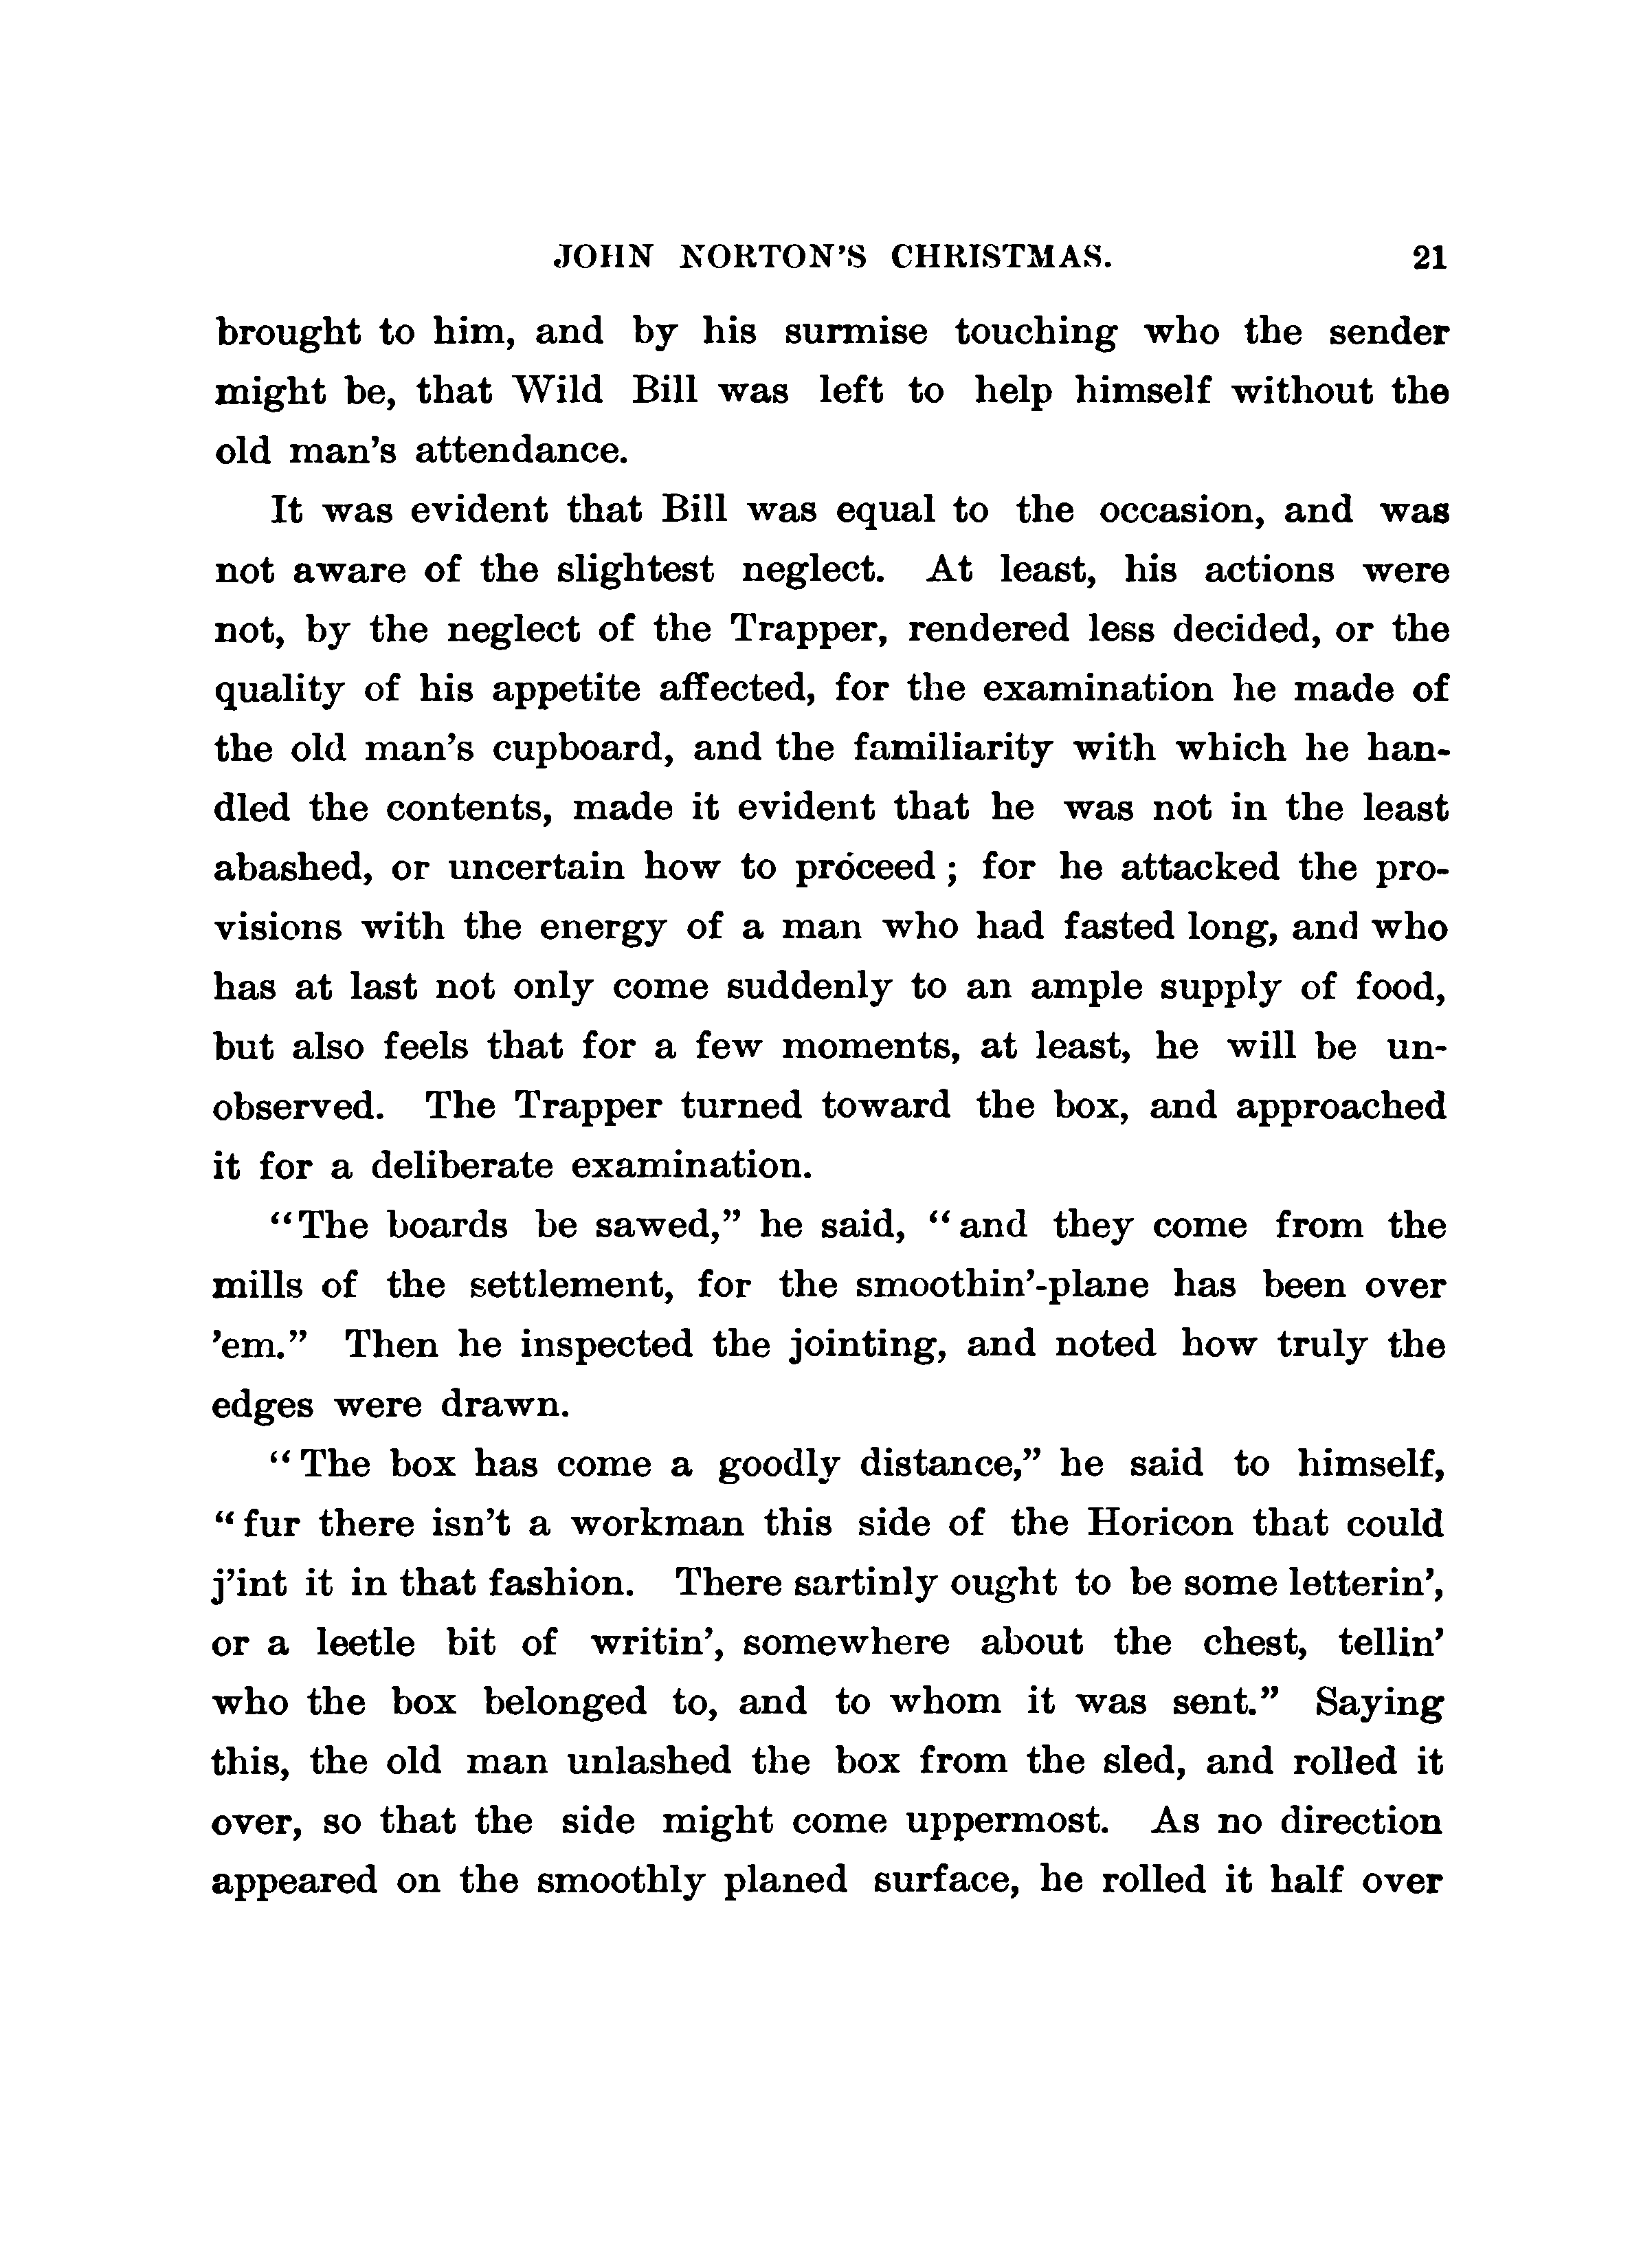 JOHN NORTON'S CHRISTMAS. 21
brought to him, and by his surmise touching who the sender
might be, that Wild Bill was left to help himself without the
old man's attendance.
It was evident that Bill was equal to the occasion, and was
not aware of the slightest neglect. At least, his actions were
not, by the neglect of the Trapper, rendered less decided, or the
quality of his appetite affected, for the examination he made of
the old man's cupboard, and the familiarity with which he han-
dled the contents, made it evident that he was not in the least
abashed, or uncertain how to proceed; for he attacked the pro-
visions with the energy of a man who had fasted long, and who
has at last not only come suddenly to an ample supply of food,
but also feels that for a few moments, at least, he will be un-
observed. The Trapper turned toward the box, and approached
it for a deliberate examination.
“The boards be sawed,” he said, “and they come from the
mills of the settlement, for the smoothin’-plane has been over
’em.” Then he inspected the jointing, and noted how truly the
edges were drawn.
“The box has come a goodly distance,” he said to himself,
“fur there isn’t a workman this side of the Horicon that could
j’int it in that fashion. There sartinly ought to be some letterin’,
or a leetle bit of writin’, somewhere about the chest, tellin’
who the box belonged to, and to whom it was sent.” Saying
this, the old man unlashed the box from the sled, and rolled it
over, so that the side might come uppermost. As no direction
appeared on the smoothly planed surface, he rolled it half over